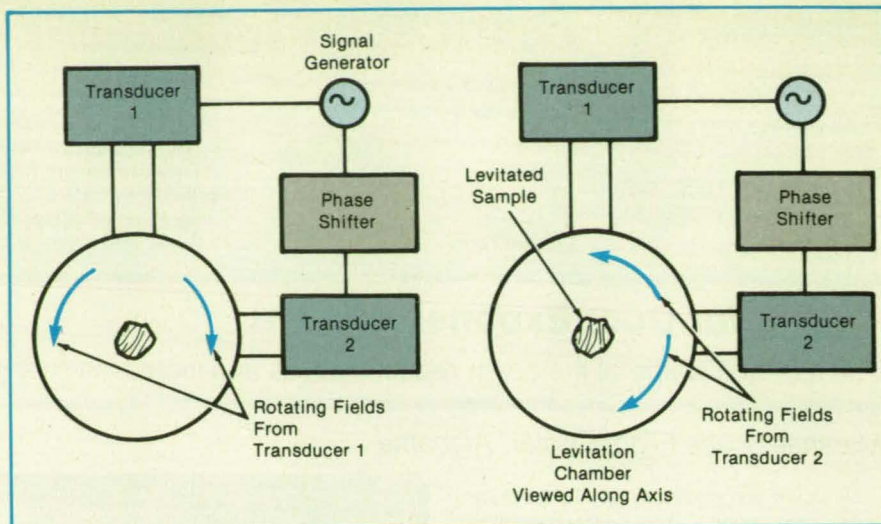 Signal
Generator
Transducer
1
Phase
Shifter
Transducer
2
Rotating Fields
From
Transducer 1
Transducer
1
Levitated
Sample
Phase
Shifter
Transducer
2
Rotating Fields
From
Transducer 2
Levitation
Chamber
Viewed Along Axis